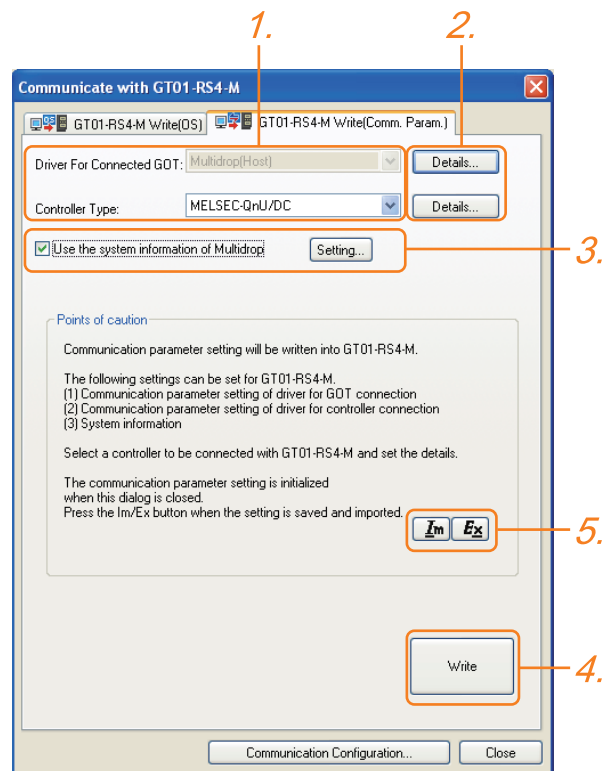 1.
2.
Communicate with GT01-RS4-M
GT01-RS4-M Write(OS)
GT01-RS4-M Write(Comm. Param.)
Driver For Connected GOT:
Multidrop(Host)
Details...
Controller Type:
MELSEC-QnU/DC
Details...
Use the system information of Multidrop
Setting...
3.
Points of caution
Communication parameter setting will be written into GT01-RS4-M.
The following settings can be set for GT01-RS4-M.
(1) Communication parameter setting of driver for GOT connection
(2) Communication parameter setting of driver for controller connection
(3) System information
Select a controller to be connected with GT01-RS4-M and set the details.
The communication parameter setting is initialized
when this dialog is closed.
Press the Im/Ex button when the setting is saved and imported.
Im
Ex
5.
Write
4.
Communication Configuration...
Close